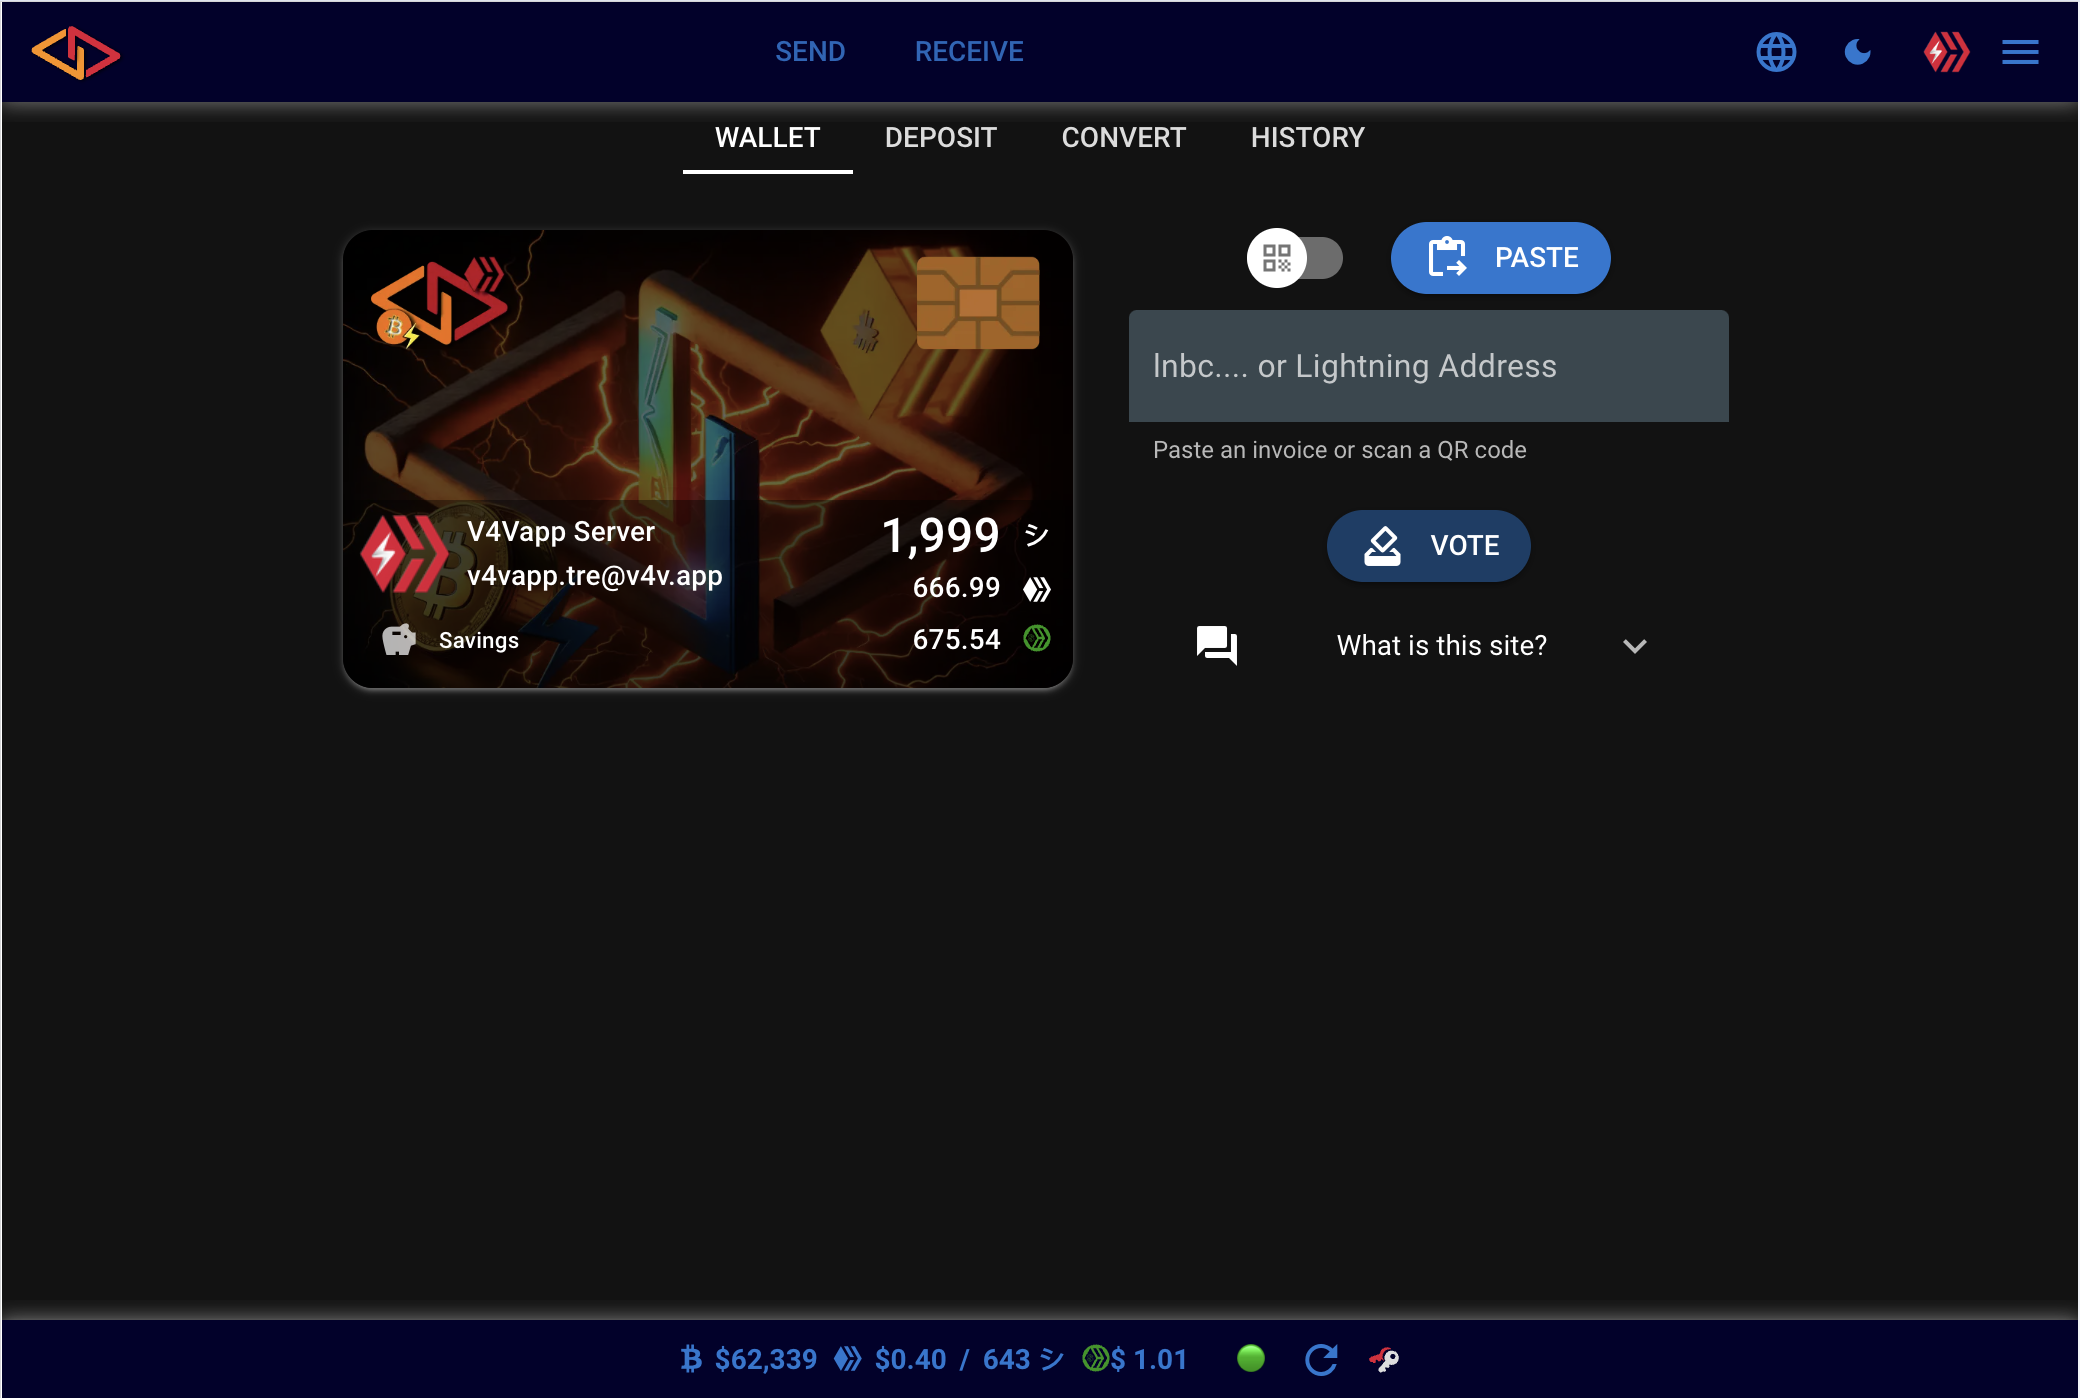 SEND RECEIVE
WALLET DEPOSIT CONVERT HISTORY
PASTE
lnbc.... or Lightning Address
Paste an invoice or scan a QR code
VOTE
What is this site?
V4Vapp Server
v4vapp.tre@v4v.app
1,999 シ
666.99
Savings 675.54
$62,339 $0.40 / 643 シ $ 1.01